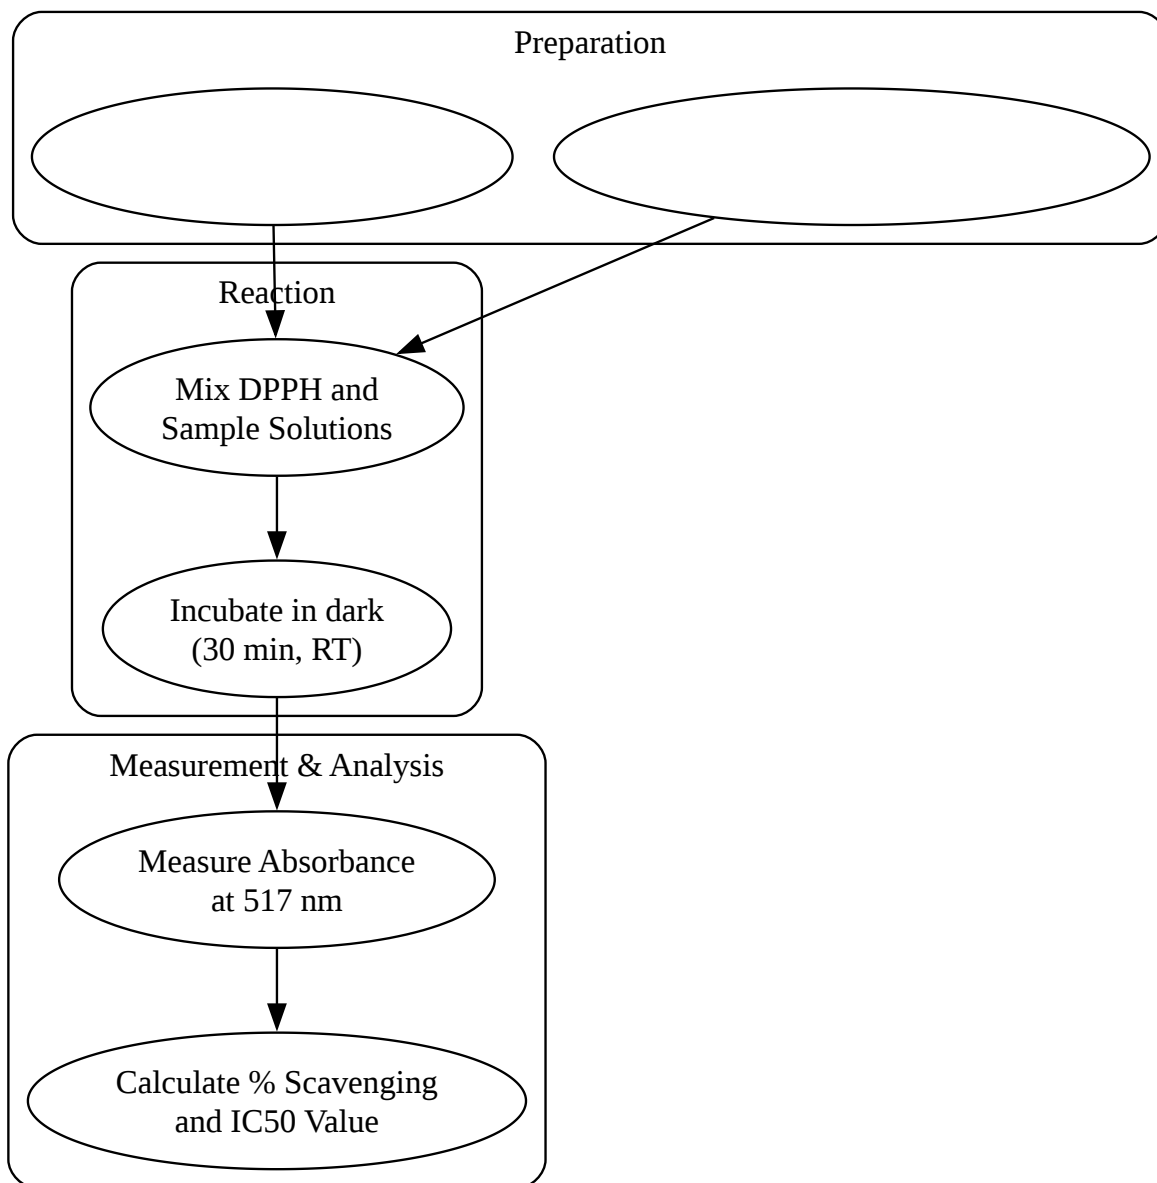 Preparation
Reaction
Mix DPPH and
Sample Solutions
Incubate in dark
(30 min, RT)
Measurement & Analysis
Measure Absorbance
at 517 nm
Calculate % Scavenging
and IC50 Value